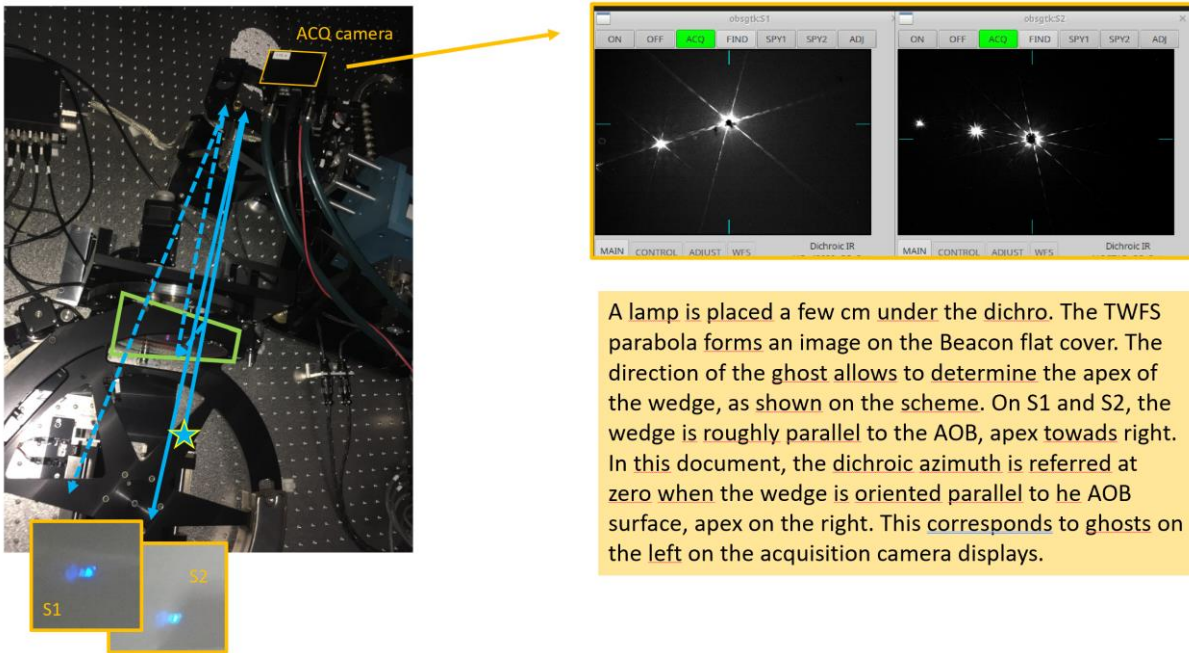 ACQ camera
obsgtk:S1
ON OFF ACQ FIND SPY1 SPY2 ADJ
MAIN CONTROL ADJUST WFS
Dichroic IR
obsgtk:S2
ON OFF ACQ FIND SPY1 SPY2 ADJ
MAIN CONTROL ADJUST WFS
Dichroic IR
A lamp is placed a few cm under the dichro. The TWFS
parabola forms an image on the Beacon flat cover. The
direction of the ghost allows to determine the apex of
the wedge, as shown on the scheme. On S1 and S2, the
wedge is roughly parallel to the AOB, apex towads right.
In this document, the dichroic azimuth is referred at
zero when the wedge is oriented parallel to he AOB
surface, apex on the right. This corresponds to ghosts on
the left on the acquisition camera displays.
S1
S2